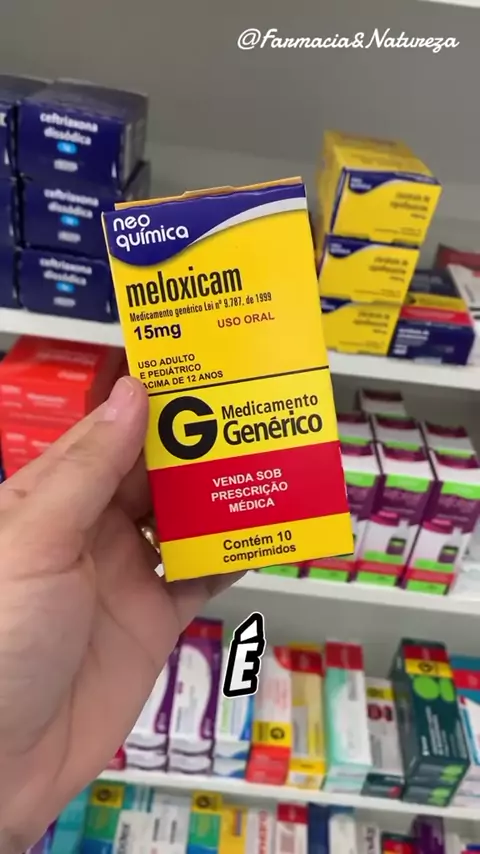 @Farmacia&Natureza
ceftriaxona
dissódica
ceftriaxona
dissódica
ceftriaxona
dissódica
neo
química
meloxicam
Medicamento genérico Lei nº 9.787, de 1999
15mg
USO ORAL
USO ADULTO
E PEDIÁTRICO
ACIMA DE 12 ANOS
G Medicamento
Genérico
VENDA SOB
PRESCRIÇÃO
MÉDICA
Contém 10
comprimidos
É